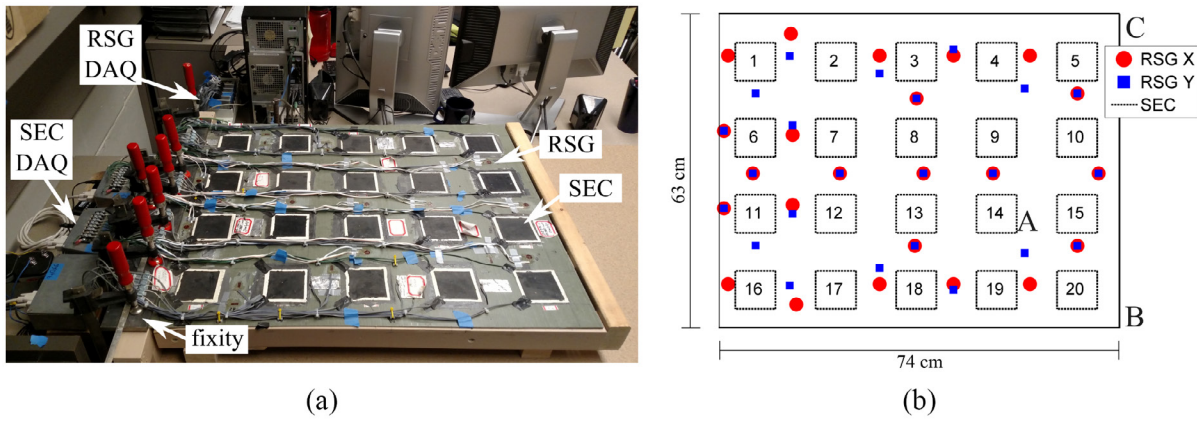 RSG
DAQ
SEC
DAQ
RSG
SEC
fixity
(a)
C
RSG X
RSG Y
SEC
1 2 3 4 5
6 7 8 9 10
63 cm
11 12 13 14 15
A
16 17 18 19 20
B
74 cm
(b)